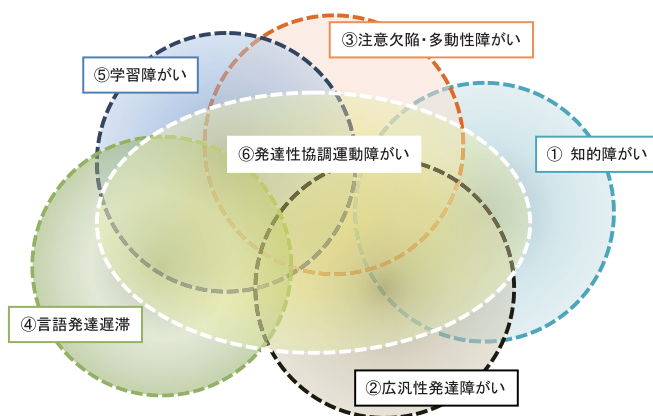 ③注意欠陥・多動性障がい
⑤学習障がい
⑥発達性協調運動障がい
① 知的障がい
④言語発達遅滞
②広汎性発達障がい